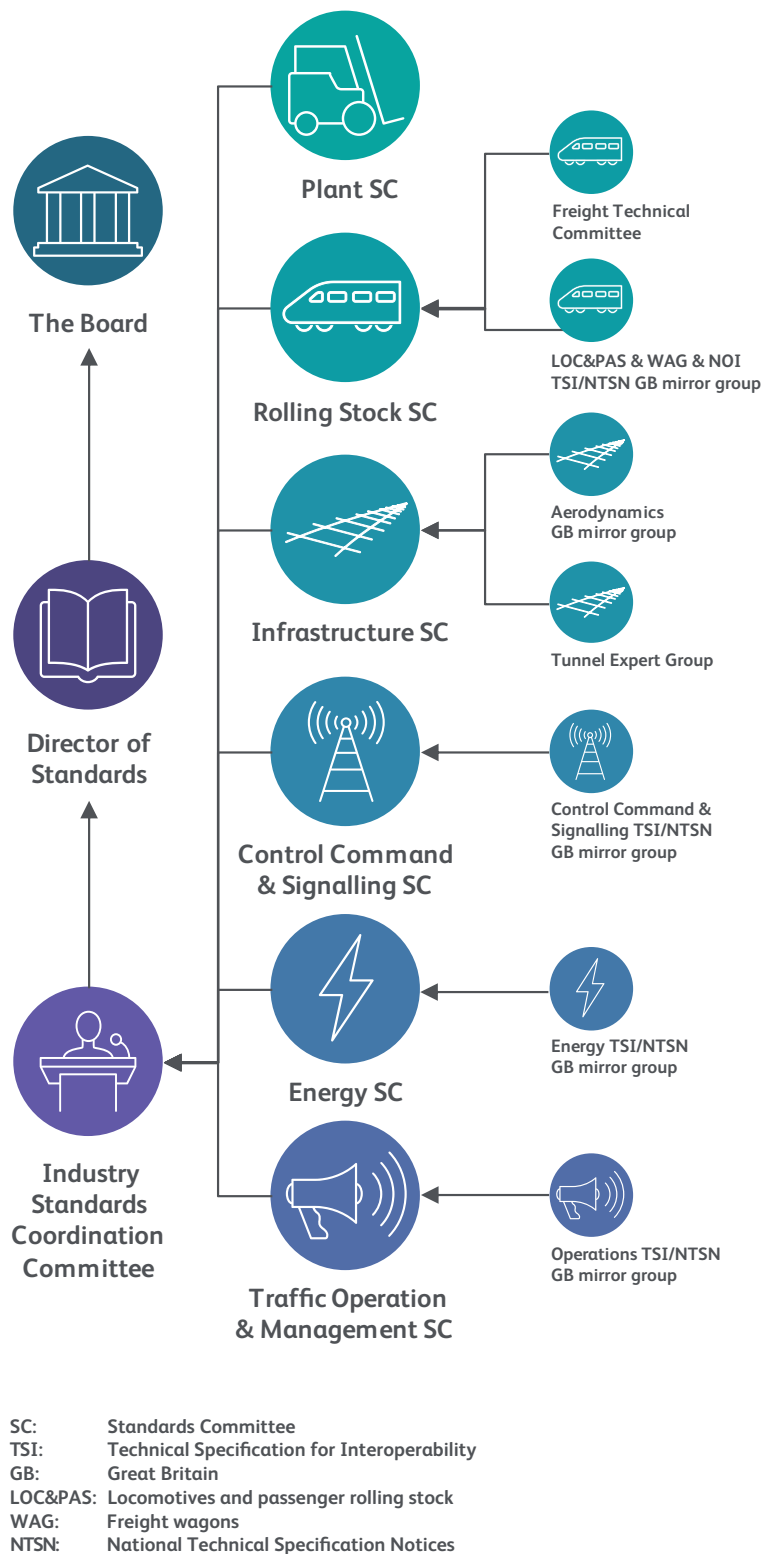 Plant SC
Freight Technical
Committee
The Board
Rolling Stock SC
LOC&PAS & WAG & NOI
TSI/NTSN GB mirror group
Aerodynamics
GB mirror group
Infrastructure SC
Tunnel Expert Group
Director of
Standards
Control Command
& Signalling SC
Control Command &
Signalling TSI/NTSN
GB mirror group
Energy SC
Energy TSI/NTSN
GB mirror group
Industry
Standards
Coordination
Committee
Traffic Operation
& Management SC
Operations TSI/NTSN
GB mirror group
SC: Standards Committee
TSI: Technical Specification for Interoperability
GB: Great Britain
LOC&PAS: Locomotives and passenger rolling stock
WAG: Freight wagons
NTSN: National Technical Specification Notices